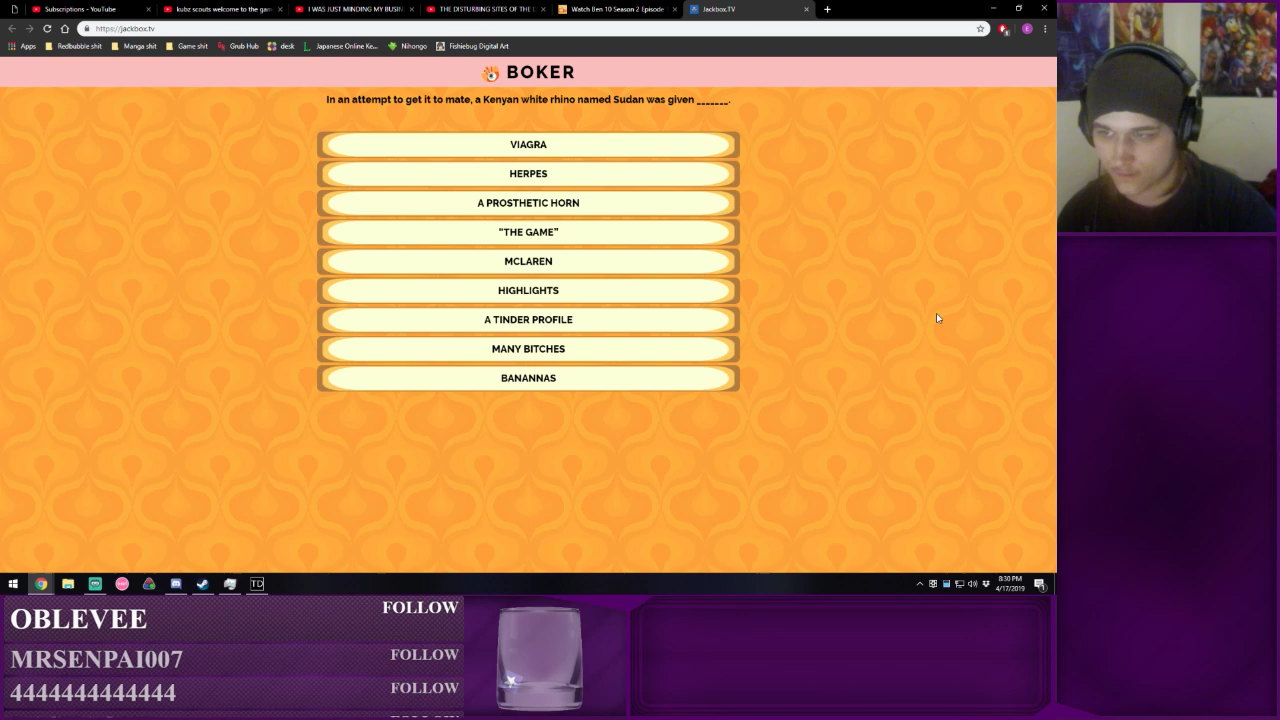 Subscriptions - YouTube
kubz scouts welcome to the gam
I WAS JUST MINDING MY BUSIN
THE DISTURBING SITES OF THE
Watch Ben 10 Season 2 Episode
Jackbox.TV
https://jackbox.tv
Apps
Redbubble shit
Manga shit
Game shit
Grub Hub
desk
Japanese Online Ke...
Nihongo
Fishiebug Digital Art
BOKER
In an attempt to get it to mate, a Kenyan white rhino named Sudan was given _______.
VIAGRA
HERPES
A PROSTHETIC HORN
"THE GAME”
MCLAREN
HIGHLIGHTS
A TINDER PROFILE
MANY BITCHES
BANANNAS
TD
8:30 PM
4/17/2019
OBLEVEE
FOLLOW
MRSENPAI007
FOLLOW
4444444444444
FOLLOW